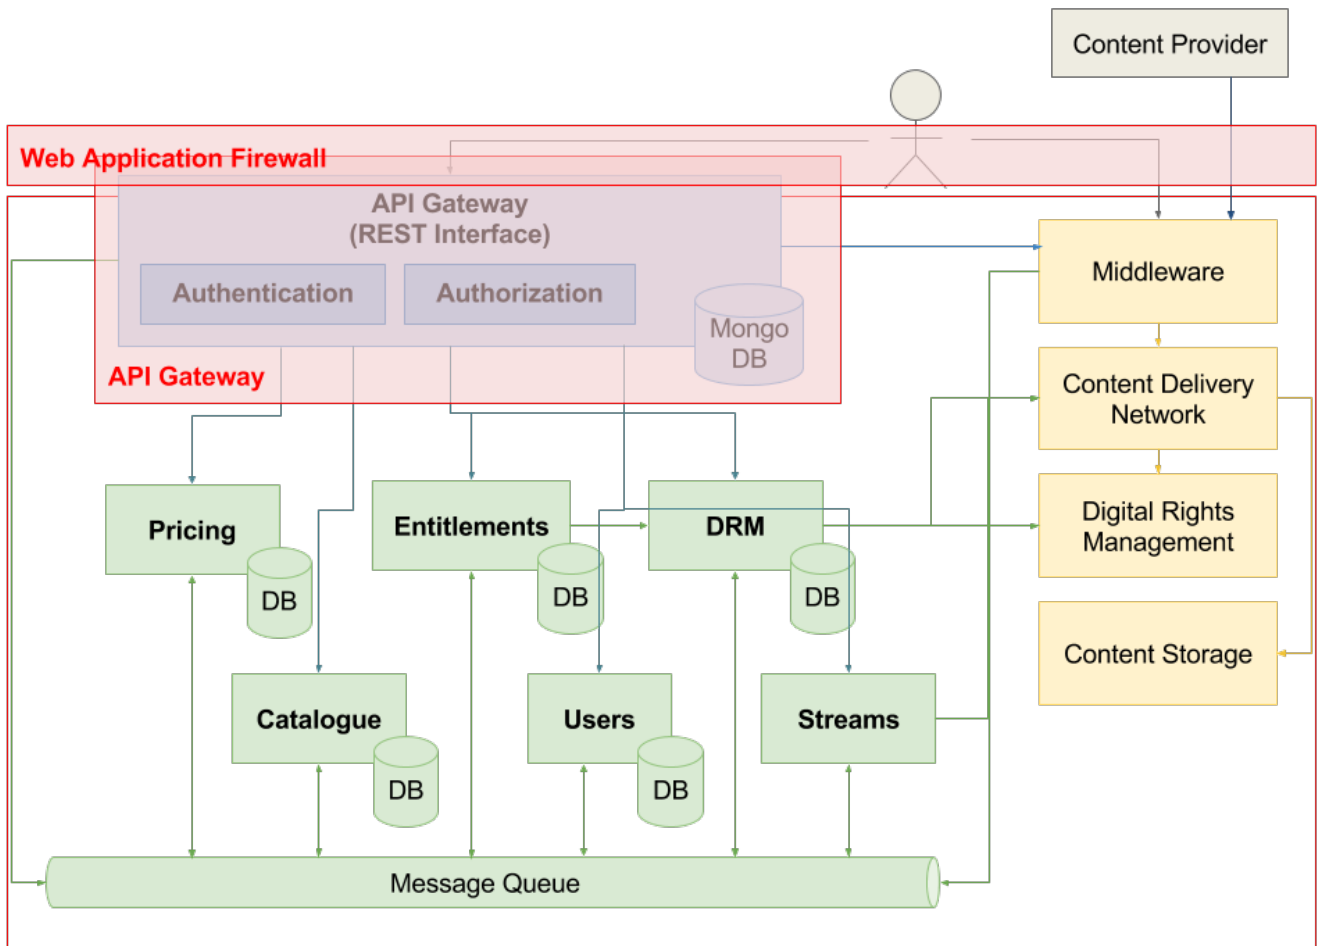 Content Provider
Web Application Firewall
API Gateway
(REST Interface)
Authentication
Authorization
Mongo
DB
API Gateway
Middleware
Content Delivery
Network
Digital Rights
Management
Content Storage
Pricing
DB
Entitlements
DB
DRM
DB
Catalogue
DB
Users
DB
Streams
Message Queue